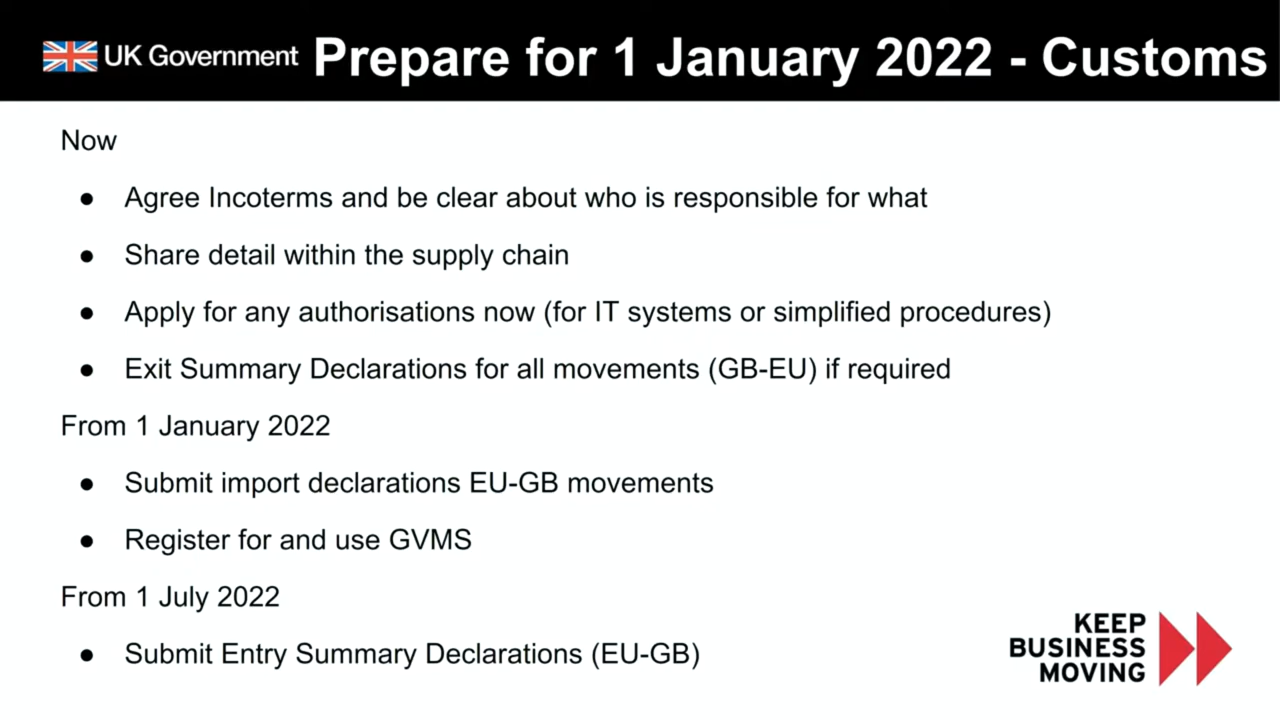 UK Government Prepare for 1 January 2022 - Customs
Now
● Agree Incoterms and be clear about who is responsible for what
● Share detail within the supply chain
● Apply for any authorisations now (for IT systems or simplified procedures)
● Exit Summary Declarations for all movements (GB-EU) if required
From 1 January 2022
● Submit import declarations EU-GB movements
● Register for and use GVMS
From 1 July 2022
● Submit Entry Summary Declarations (EU-GB)
KEEP
BUSINESS
MOVING